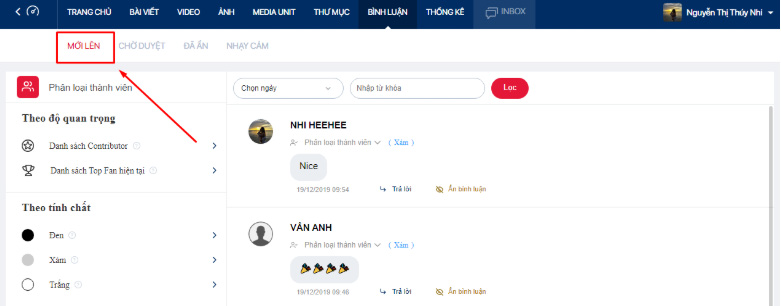 TRANG CHỦ BÀI VIẾT VIDEO ẢNH MEDIA UNIT THƯ MỤC BÌNH LUẬN THỐNG KÊ INBOX Nguyễn Thị Thúy Nhi
MỚI LÊN CHỜ DUYỆT ĐÃ ẨN NHẠY CẢM
Phân loại thành viên
Chọn ngày Nhập từ khóa Lọc
Theo độ quan trọng
Danh sách Contributor
Danh sách Top Fan hiện tại
Theo tính chất
Đen
Xám
Trắng
NHI HEEHEE
Phân loại thành viên ( Xám )
Nice
19/12/2019 09:54 Trả lời Ẩn bình luận
VÂN ANH
Phân loại thành viên ( Xám )
🎉🎉🎉🎉
19/12/2019 09:46 Trả lời Ẩn bình luận